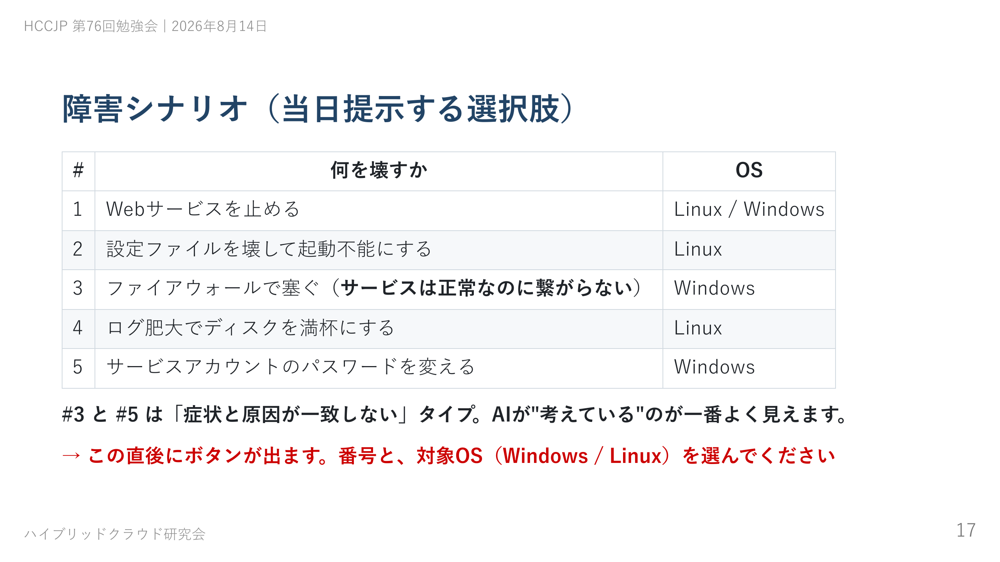 HCCJP 第76回勉強会 | 2026年8月14日
障害シナリオ（当日提示する選択肢）
# 何を壊すか OS
1 Webサービスを止める Linux / Windows
2 設定ファイルを壊して起動不能にする Linux
3 ファイアウォールで塞ぐ（サービスは正常なのに繋がらない） Windows
4 ログ肥大でディスクを満杯にする Linux
5 サービスアカウントのパスワードを変える Windows
#3 と #5 は「症状と原因が一致しない」タイプ。AIが"考えている"のが一番よく見えます。
→ この直後にボタンが出ます。番号と、対象OS（Windows / Linux）を選んでください
ハイブリッドクラウド研究会
17